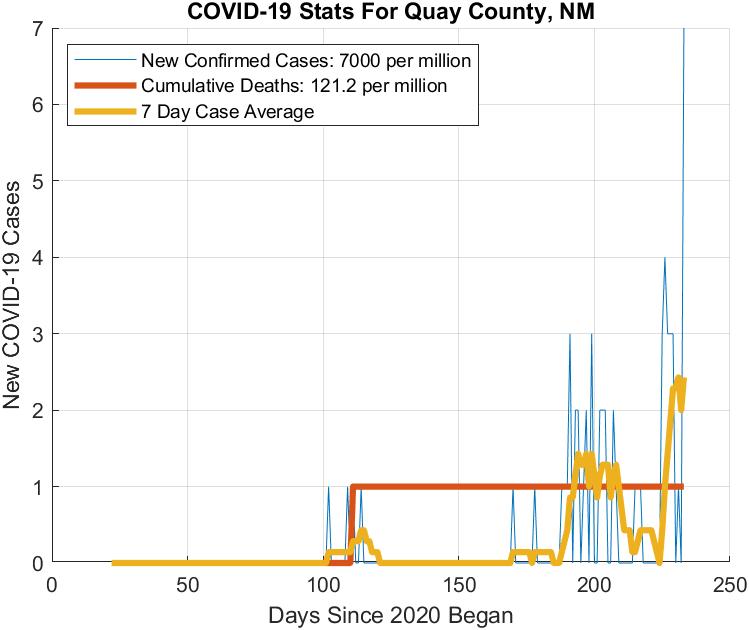 COVID-19 Stats For Quay County, NM
7
New Confirmed Cases: 7000 per million
Cumulative Deaths: 121.2 per million
7 Day Case Average
6
5
4
3
2
1
0
New COVID-19 Cases
0 50 100 150 200 250
Days Since 2020 Began